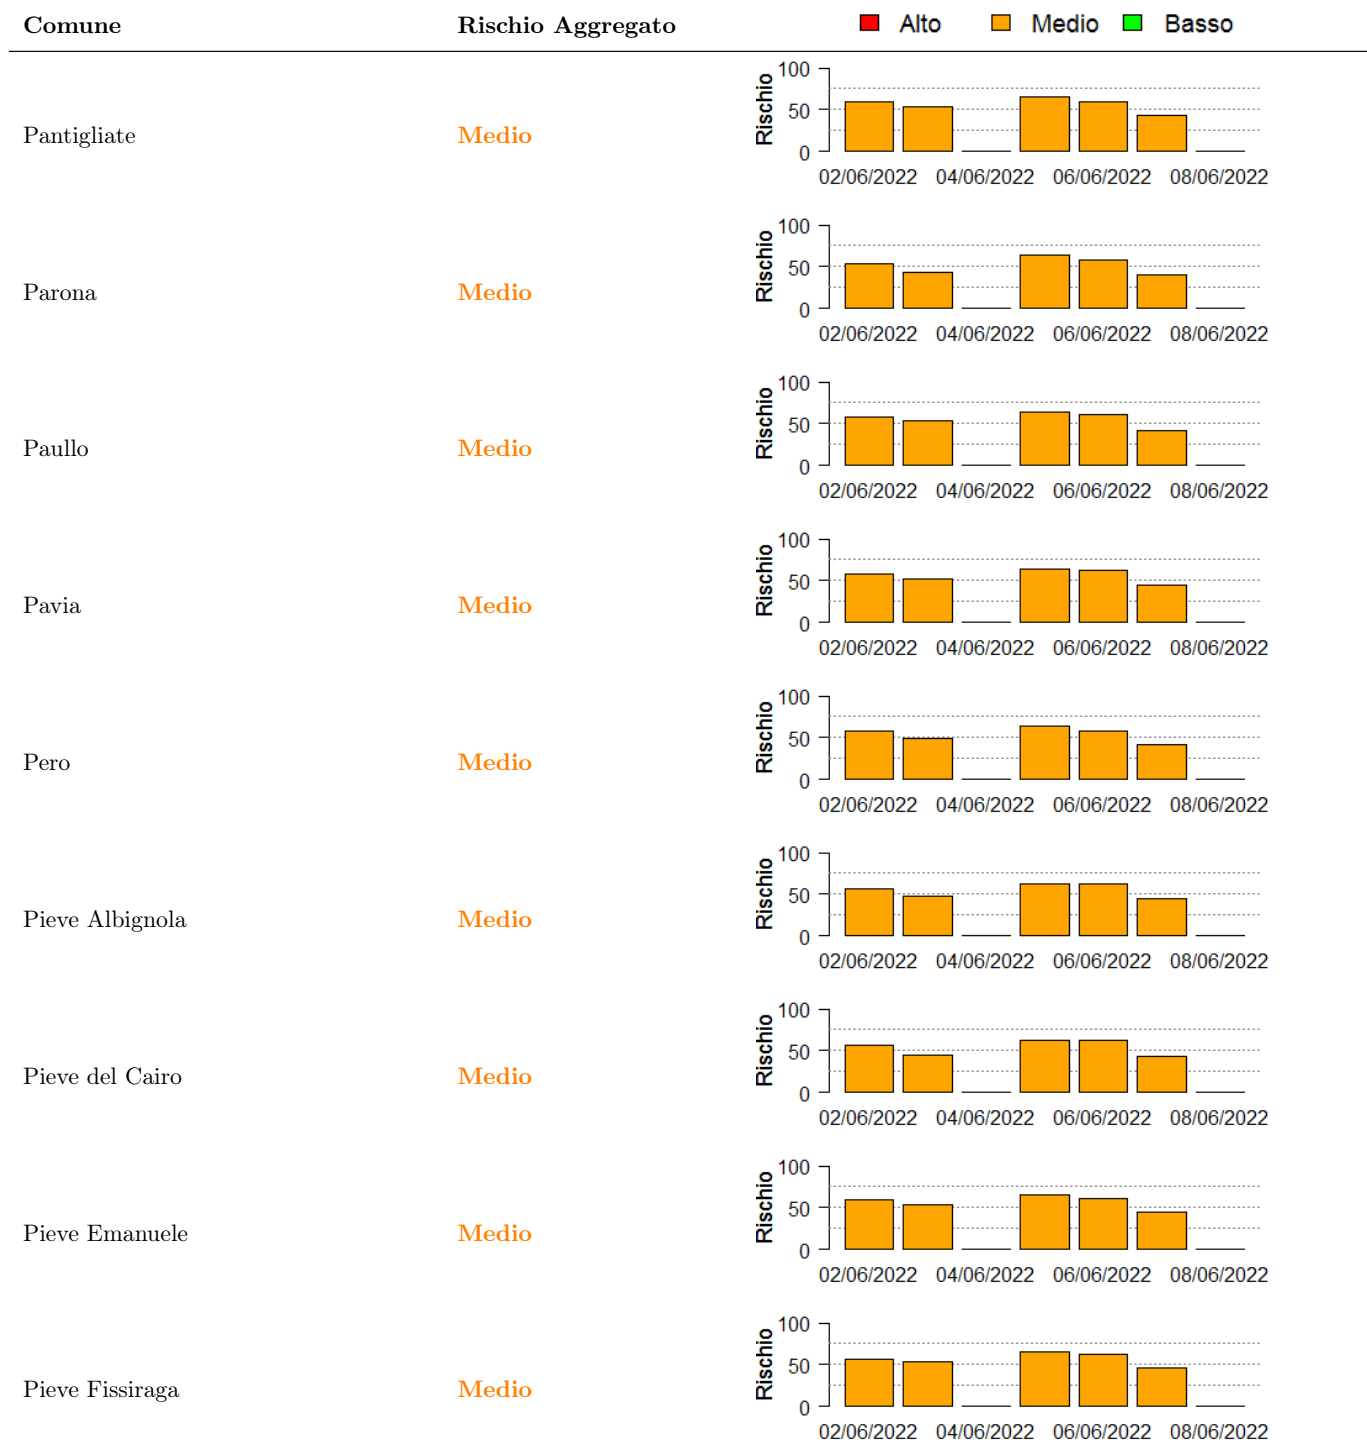 Comune Rischio Aggregato Alto Medio Basso
100
50
0
Rischio
Pantigliate Medio
02/06/2022 04/06/2022 06/06/2022 08/06/2022
100
50
0
Rischio
Parona Medio
02/06/2022 04/06/2022 06/06/2022 08/06/2022
100
50
0
Rischio
Paullo Medio
02/06/2022 04/06/2022 06/06/2022 08/06/2022
100
50
0
Rischio
Pavia Medio
02/06/2022 04/06/2022 06/06/2022 08/06/2022
100
50
0
Rischio
Pero Medio
02/06/2022 04/06/2022 06/06/2022 08/06/2022
100
50
0
Rischio
Pieve Albignola Medio
02/06/2022 04/06/2022 06/06/2022 08/06/2022
100
50
0
Rischio
Pieve del Cairo Medio
02/06/2022 04/06/2022 06/06/2022 08/06/2022
100
50
0
Rischio
Pieve Emanuele Medio
02/06/2022 04/06/2022 06/06/2022 08/06/2022
100
50
0
Rischio
Pieve Fissiraga Medio
02/06/2022 04/06/2022 06/06/2022 08/06/2022